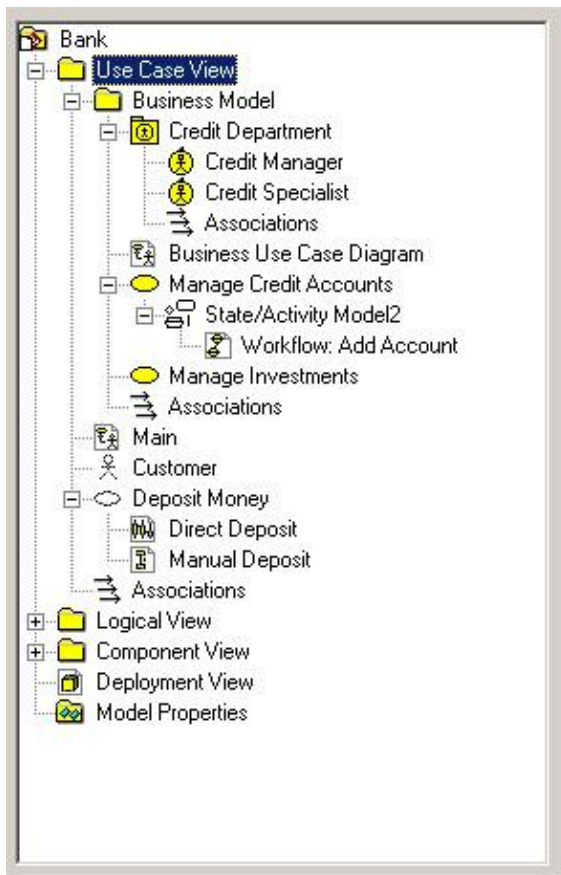 Bank
Use Case View
Business Model
Credit Department
Credit Manager
Credit Specialist
Associations
Business Use Case Diagram
Manage Credit Accounts
State/Activity Model2
Workflow: Add Account
Manage Investments
Associations
Main
Customer
Deposit Money
Direct Deposit
Manual Deposit
Associations
Logical View
Component View
Deployment View
Model Properties